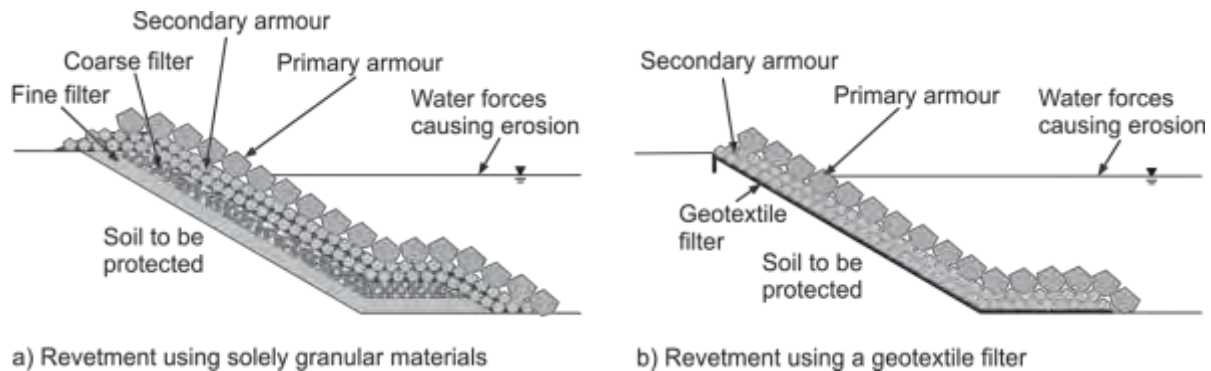 Secondary armour
Coarse filter
Primary armour
Fine filter
Water forces
causing erosion
Soil to be
protected
a) Revetment using solely granular materials
Secondary armour
Primary armour
Water forces
causing erosion
Geotextile
filter
Soil to be
protected
b) Revetment using a geotextile filter